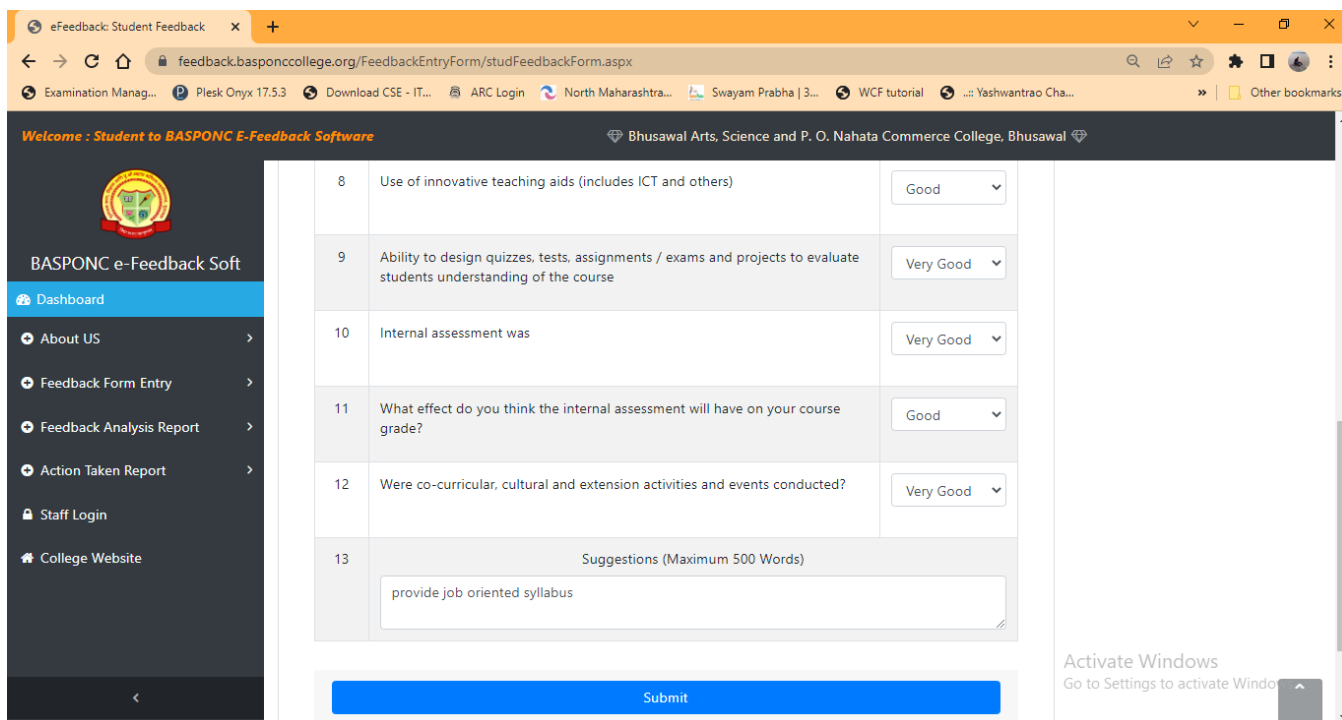 eFeedback: Student Feedback
feedback.basponccollege.org/FeedbackEntryForm/studFeedbackForm.aspx
Examination Manag... Plesk Onyx 17.5.3 Download CSE - IT... ARC Login North Maharashtra... Swayam Prabha | 3... WCF tutorial ..:: Yashwantrao Cha... » Other bookmarks
Welcome : Student to BASPONC E-Feedback Software
Bhusawal Arts, Science and P. O. Nahata Commerce College, Bhusawal
BASPONC e-Feedback Soft
Dashboard
About US
Feedback Form Entry
Feedback Analysis Report
Action Taken Report
Staff Login
College Website
8 Use of innovative teaching aids (includes ICT and others) Good
9 Ability to design quizzes, tests, assignments / exams and projects to evaluate
students understanding of the course Very Good
10 Internal assessment was Very Good
11 What effect do you think the internal assessment will have on your course
grade? Good
12 Were co-curricular, cultural and extension activities and events conducted? Very Good
13 Suggestions (Maximum 500 Words)
provide job oriented syllabus
Submit
Activate Windows
Go to Settings to activate